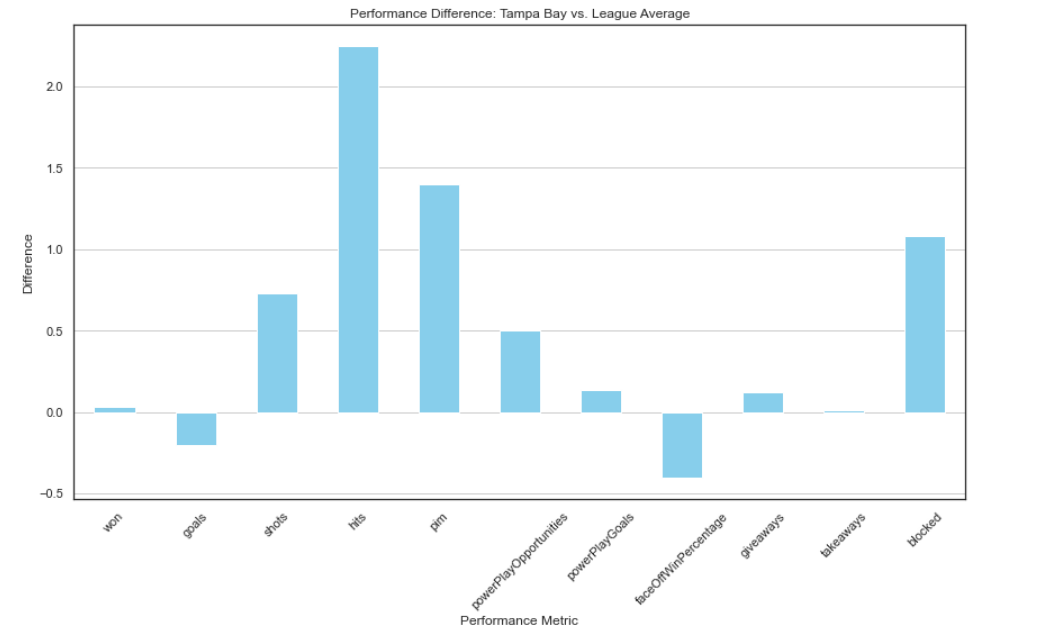 Performance Difference: Tampa Bay vs. League Average
Difference
2.0
1.5
1.0
0.5
0.0
−0.5
won
goals
shots
hits
pim
powerPlayOpportunities
powerPlayGoals
faceOffWinPercentage
giveaways
takeaways
blocked
Performance Metric